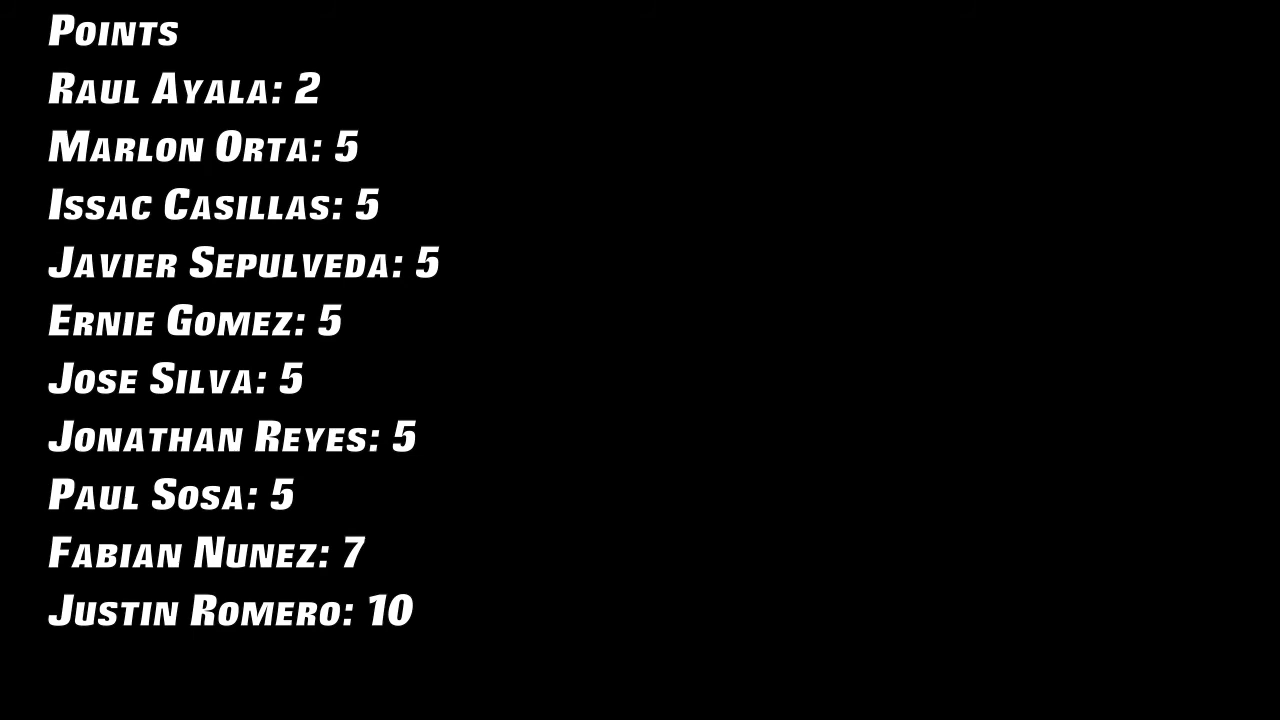 Points
Raul Ayala: 2
Marlon Orta: 5
Issac Casillas: 5
Javier Sepulveda: 5
Ernie Gomez: 5
Jose Silva: 5
Jonathan Reyes: 5
Paul Sosa: 5
Fabian Nunez: 7
Justin Romero: 10